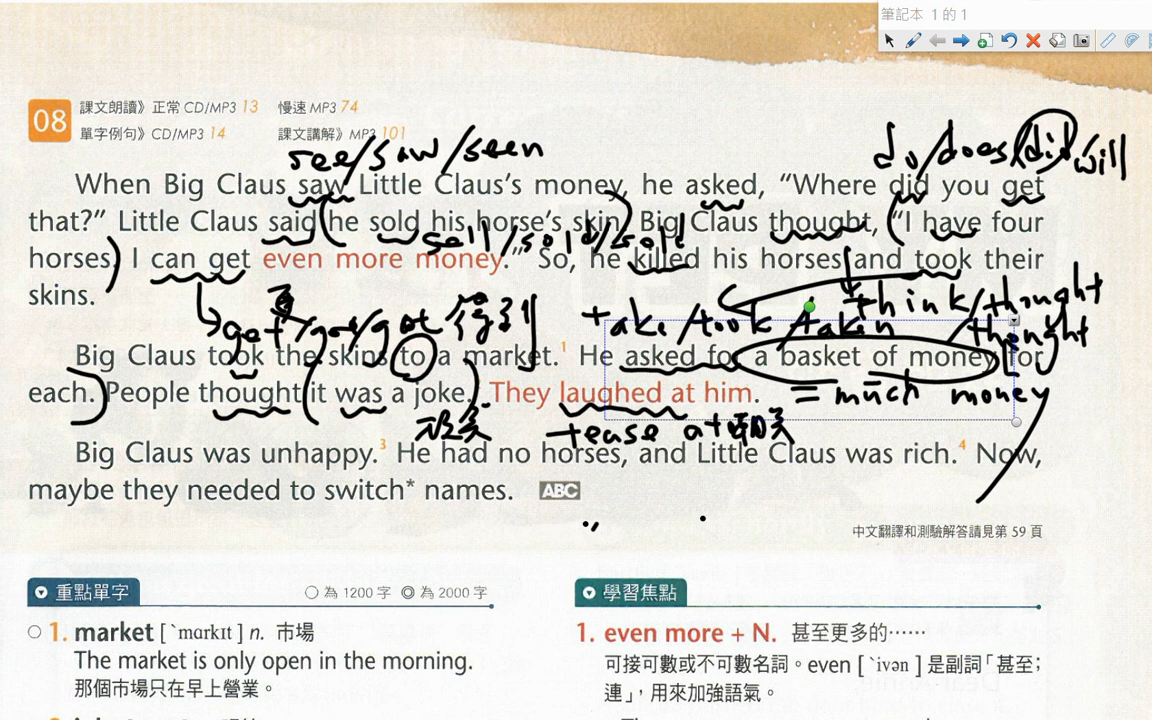 筆記本 1 的 1
08
課文朗讀》正常 CD/MP3 13 慢速 MP3 74
單字例句》CD/MP3 14 課文講解》MP3 101
see/saw/seen
do/does/did will
When Big Claus saw Little Claus's money, he asked, “Where did you get
that?” Little Claus said he sold his horse's skin. Big Claus thought, “I have four
sell/sold/sold
horses. I can get even more money.” So, he killed his horses and took their
skins.
get/got/got 得到
take/took/taken
think/thought
/thought
Big Claus took the skins to a market.1 He asked for a basket of money for
each. People thought it was a joke. They laughed at him.
= much money
tease at
Big Claus was unhappy.3 He had no horses, and Little Claus was rich.4 Now,
maybe they needed to switch* names. ABC
中文翻譯和測驗解答請見第 59 頁
重點單字 ○ 為 1200 字 ◎ 為 2000 字
學習焦點
○ 1. market [ˋmɑrkɪt] n. 市場
The market is only open in the morning.
那個市場只在早上營業。
1. even more + N. 甚至更多的……
可接可數或不可數名詞。even [ˋivən] 是副詞「甚至；
連」，用來加強語氣。